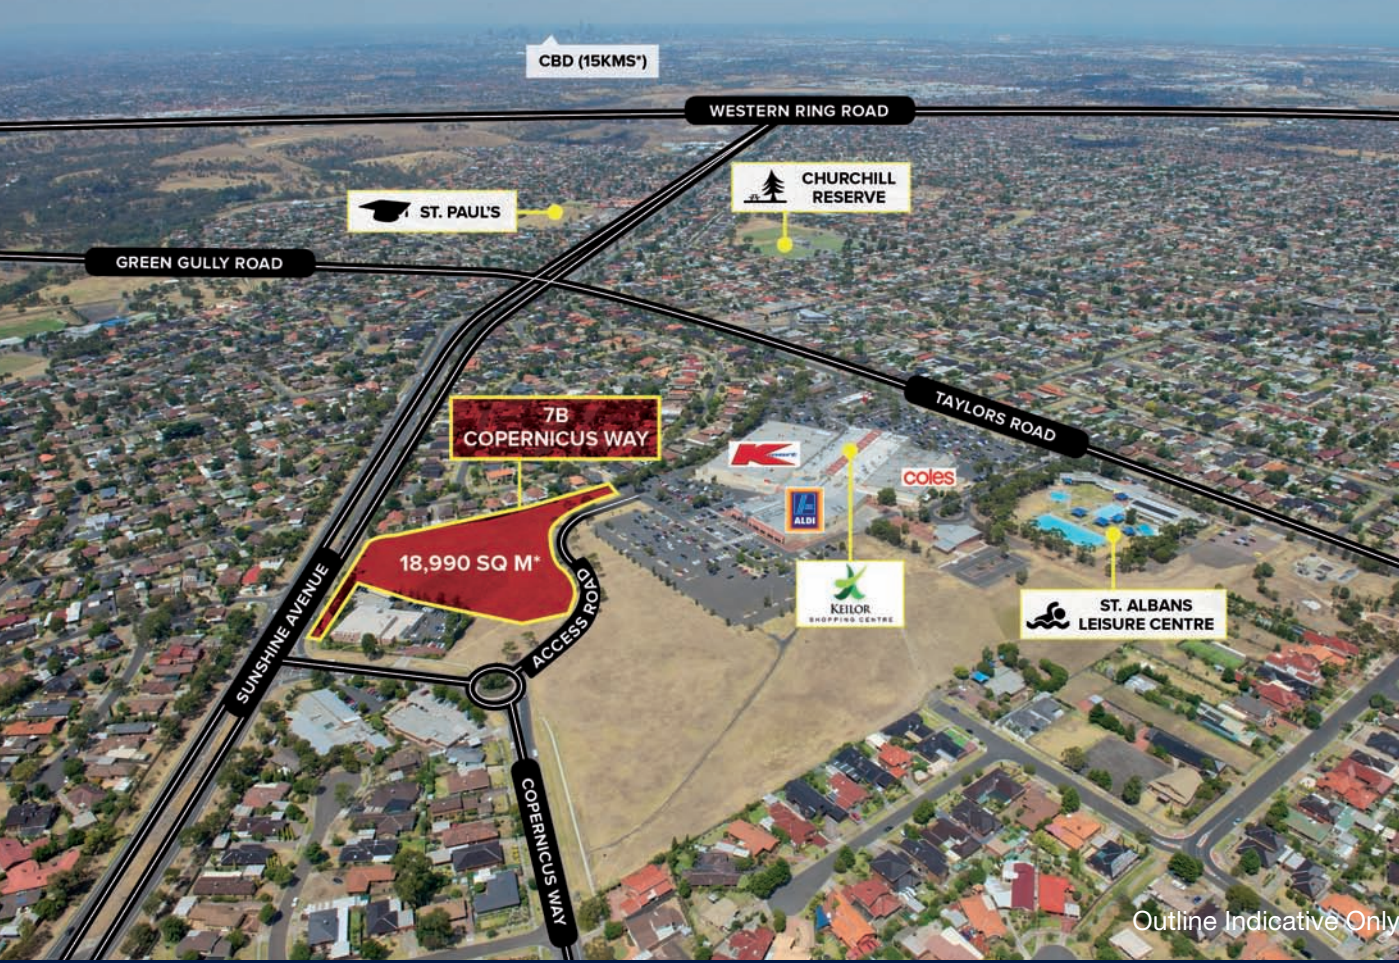 CBD (15KMS*)
WESTERN RING ROAD
CHURCHILL
RESERVE
ST. PAUL'S
GREEN GULLY ROAD
TAYLORS ROAD
7B
COPERNICUS WAY
Kmart
coles
ALDI
18,990 SQ M*
SUNSHINE AVENUE
ACCESS ROAD
KEILOR
SHOPPING CENTRE
ST. ALBANS
LEISURE CENTRE
COPERNICUS WAY
Outline Indicative Only